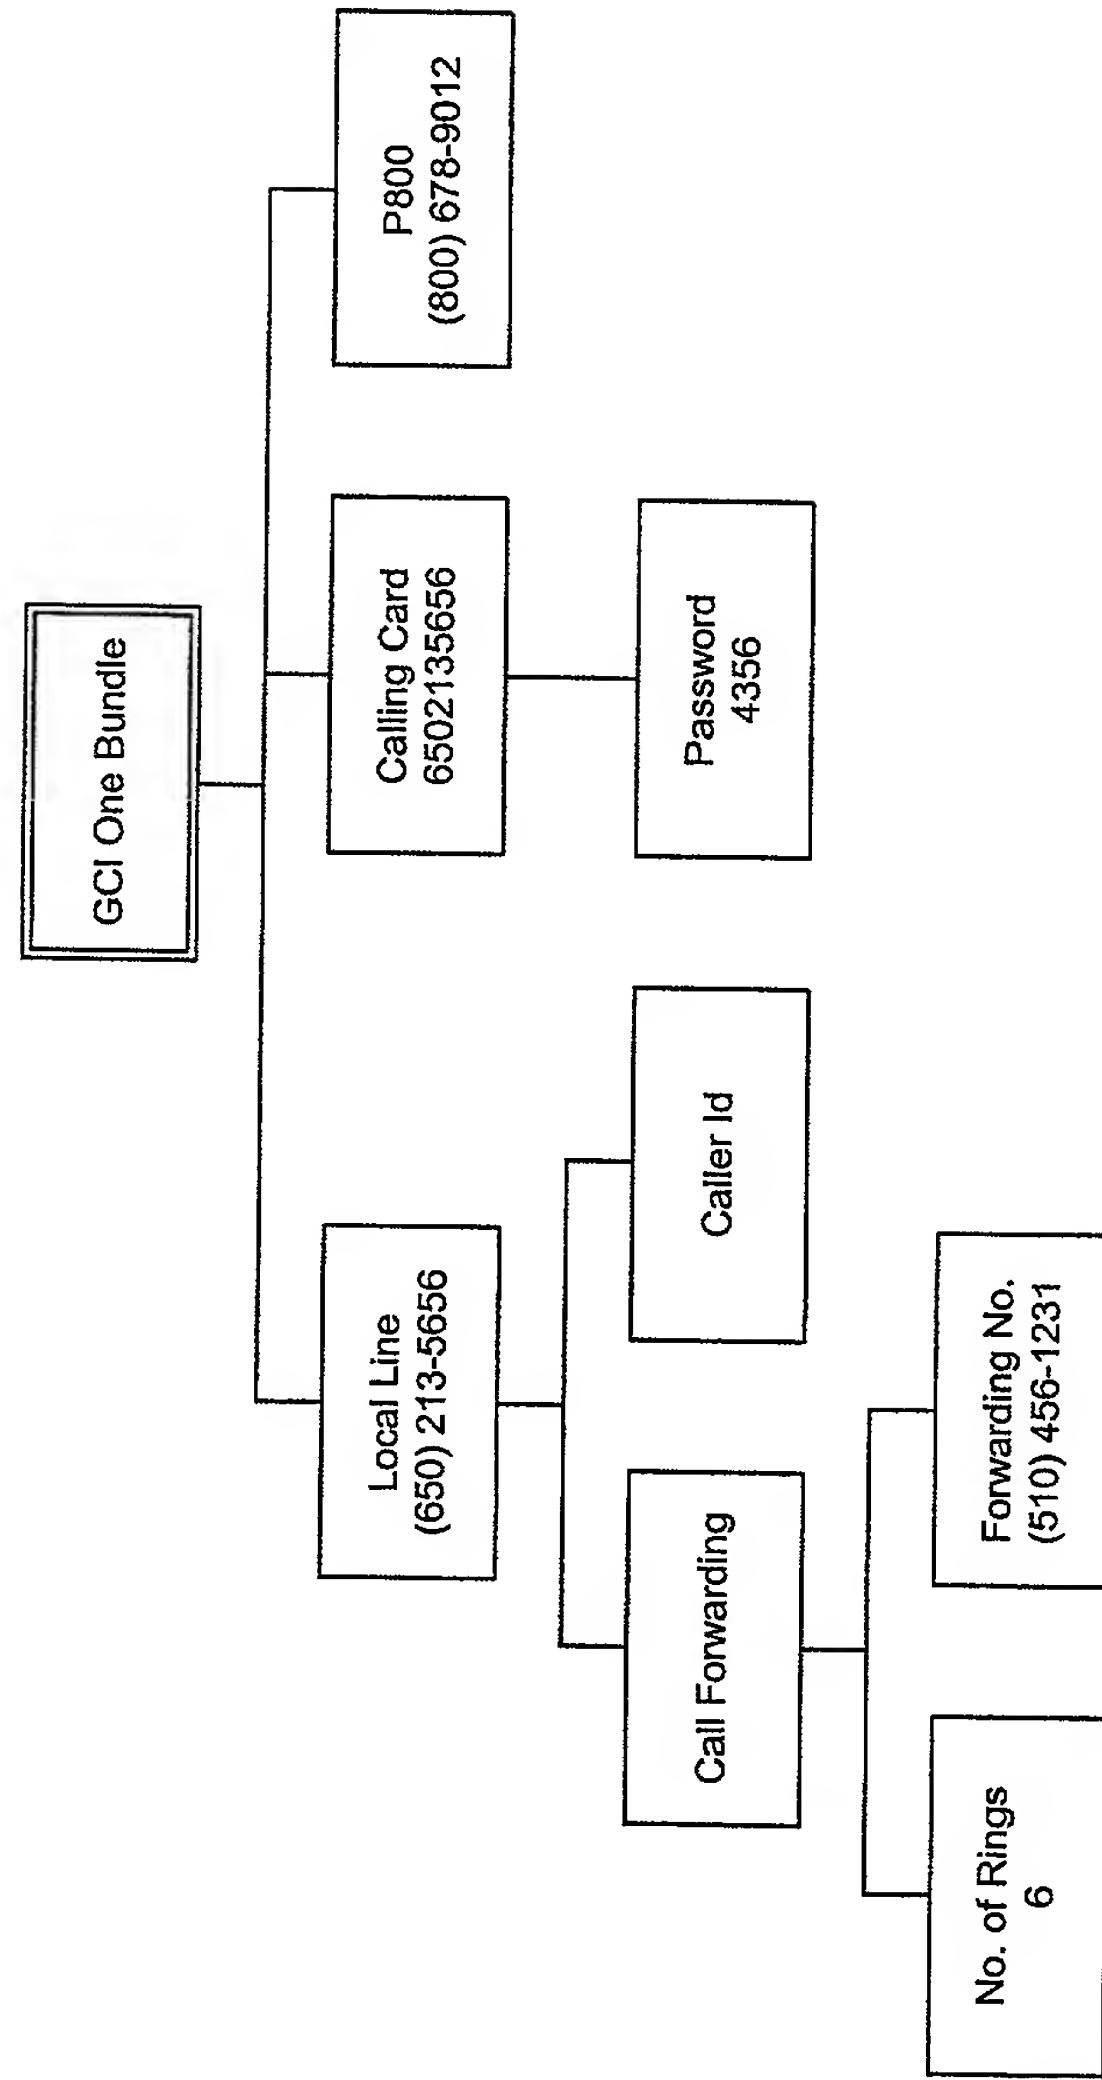 GCI One Bundle
Local Line
(650) 213-5656
Calling Card
6502135656
P800
(800) 678-9012
Call Forwarding
Caller Id
Password
4356
No. of Rings
6
Forwarding No.
(510) 456-1231